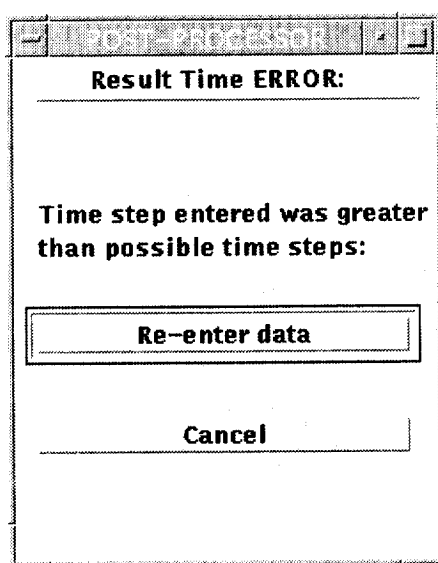 POST-PROCESSOR
Result Time ERROR:
Time step entered was greater
than possible time steps:
Re-enter data
Cancel